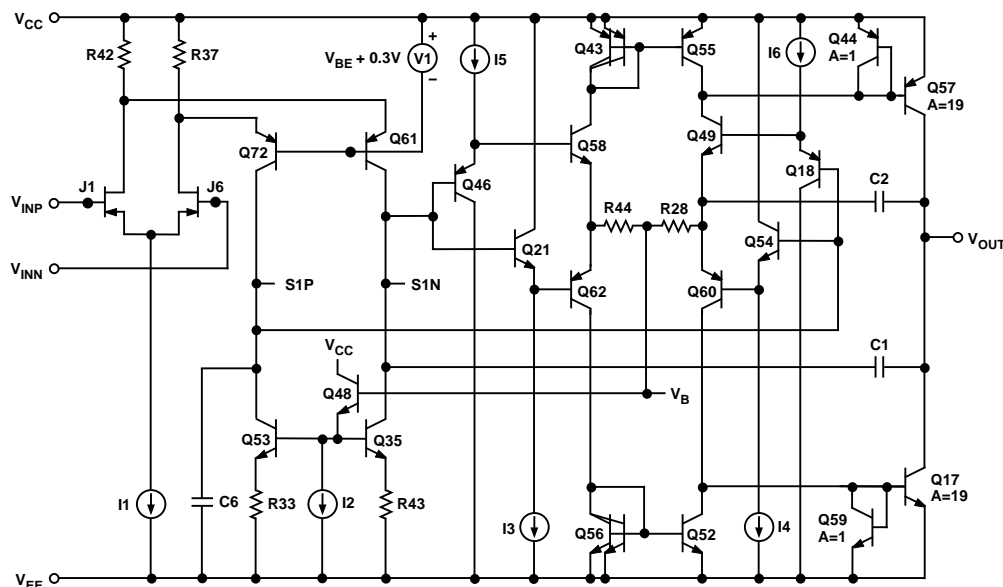 VCC
R42
R37
VBE + 0.3V
+
V1
–
I5
Q43
Q55
I6
Q44
A=1
Q57
A=19
Q72
Q61
Q46
Q58
Q49
Q18
J1
J6
VINP
VINN
Q21
R44
R28
C2
Q54
VOUT
S1P
S1N
Q62
Q60
VCC
Q48
VB
C1
Q53
Q35
I1
C6
R33
I2
R43
I3
Q56
Q52
I4
Q59
A=1
Q17
A=19
VEE